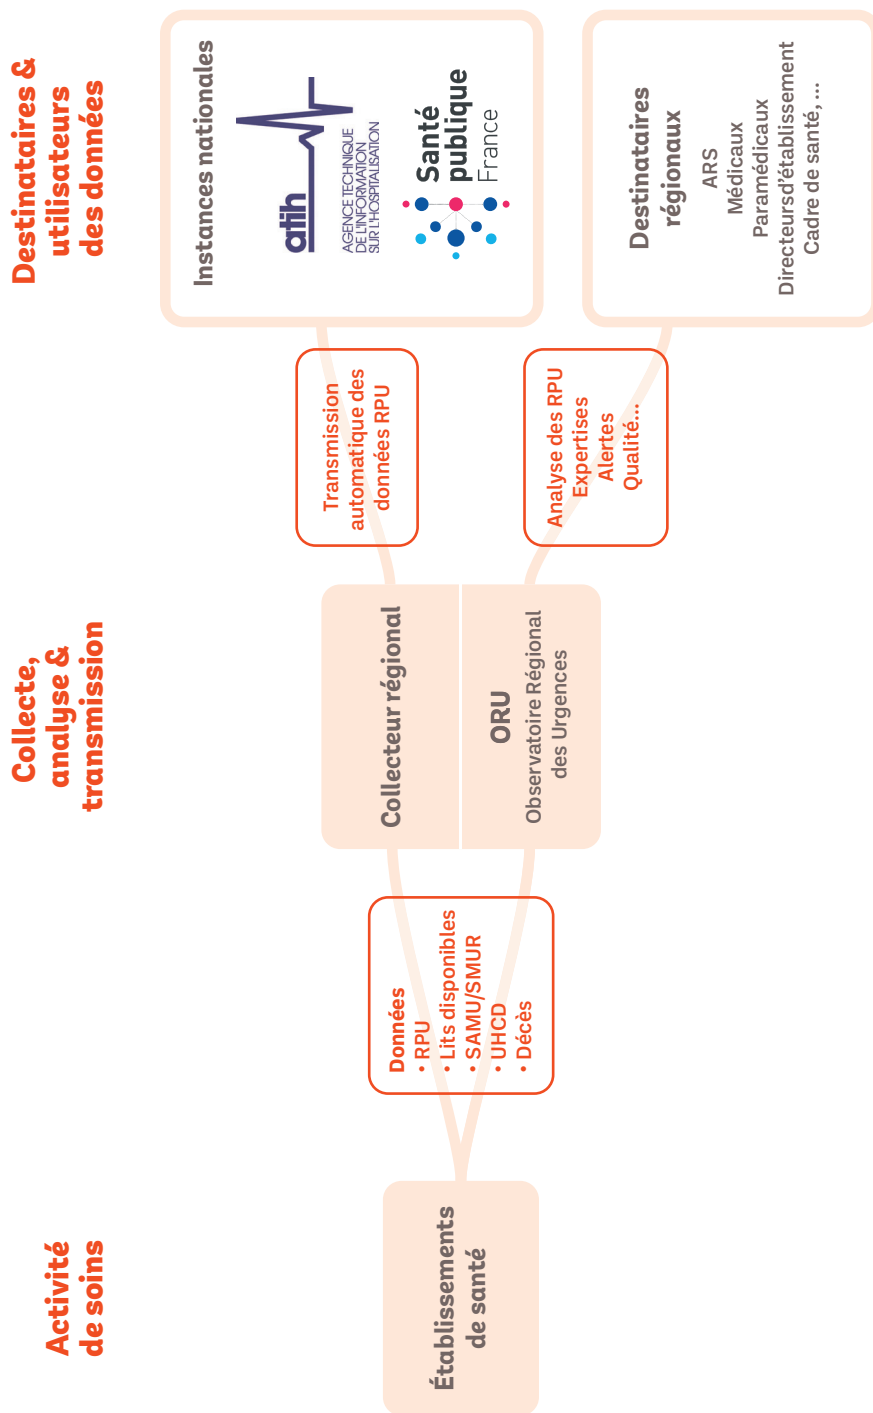 Activité
de soins
Collecte,
analyse &
transmission
Destinataires &
utilisateurs
des données
Établissements
de santé
Données
• RPU
• Lits disponibles
• SAMU/SMUR
• UHCD
• Décès
Collecteur régional
ORU
Observatoire Régional
des Urgences
Transmission
automatique des
données RPU
Analyse des RPU
Expertises
Alertes
Qualité...
Instances nationales
atih
AGENCE TECHNIQUE
DE L'INFORMATION
SUR L'HOSPITALISATION
Santé
publique
France
Destinataires
régionaux
ARS
Médicaux
Paramédicaux
Directeursd'établissement
Cadre de santé, ...